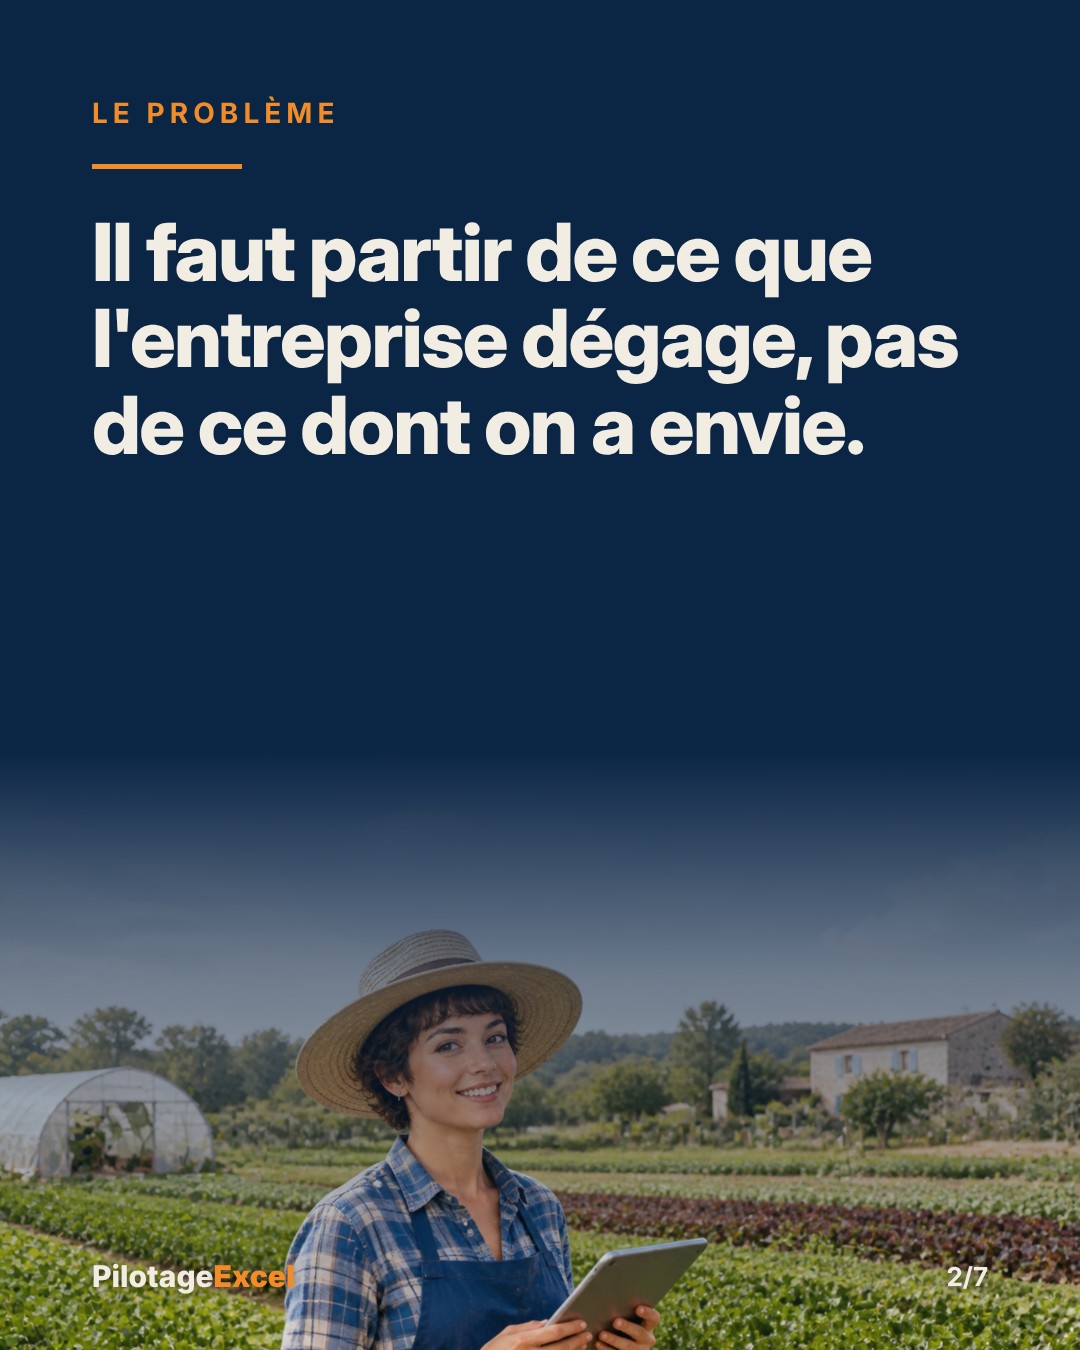 LE PROBLÈME
Il faut partir de ce que
l'entreprise dégage, pas
de ce dont on a envie.
PilotageExcel
2/7